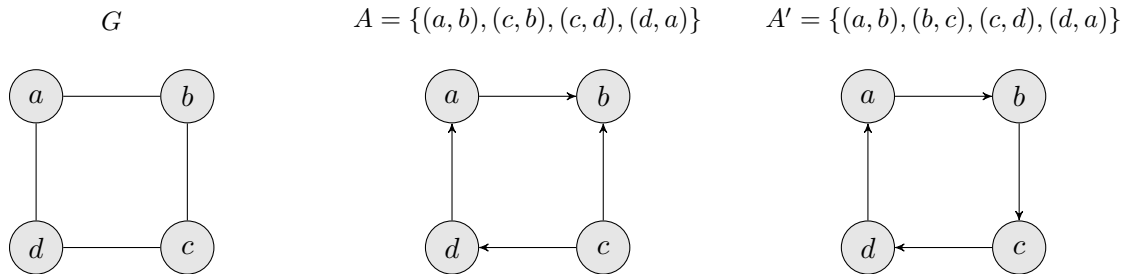 G
A = {(a, b), (c, b), (c, d), (d, a)}
A′ = {(a, b), (b, c), (c, d), (d, a)}
a
b
d
c
a
b
d
c
a
b
d
c